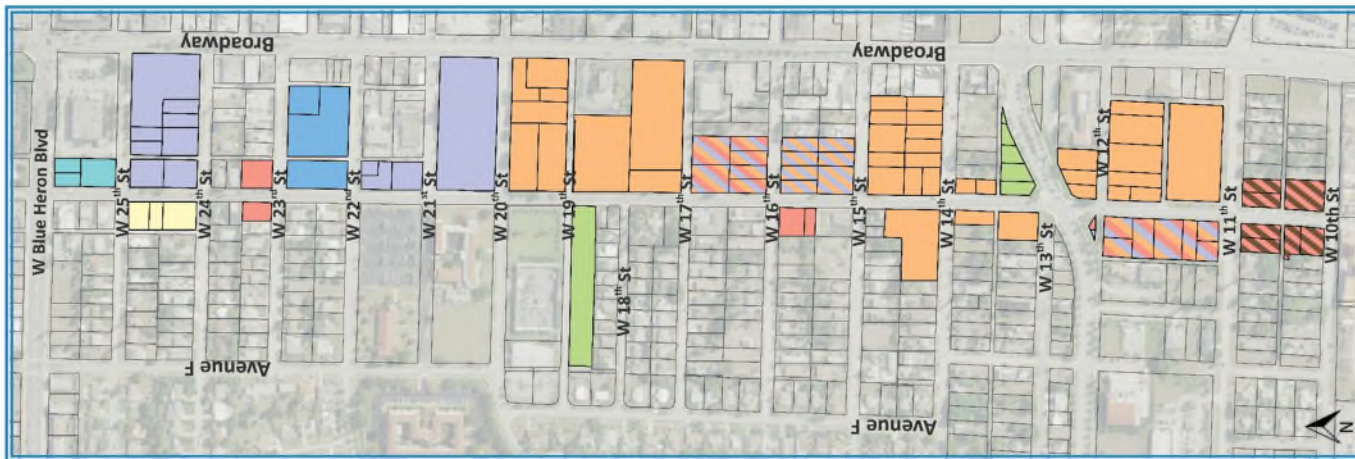 Broadway
Broadway
W Blue Heron Blvd
W 25th St
W 24th St
W 23rd St
W 22nd St
W 21st St
W 20th St
W 19th St
W 18th St
W 17th St
W 16th St
W 15th St
W 14th St
W 13th St
W 12th St
W 11th St
W 10th St
Avenue F
Avenue F
N